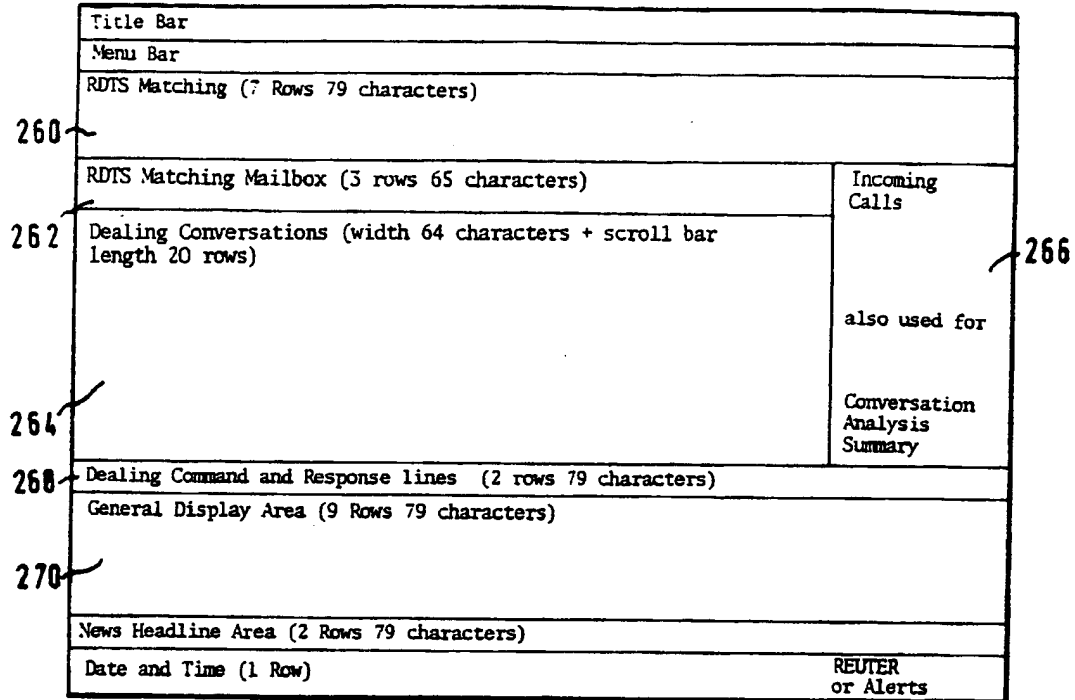 Title Bar
Menu Bar
RDTS Matching (7 Rows 79 characters)
260
RDTS Matching Mailbox (3 rows 65 characters)
Incoming
Calls
262
Dealing Conversations (width 64 characters + scroll bar
length 20 rows)
266
also used for
264
Conversation
Analysis
Summary
268
Dealing Command and Response lines (2 rows 79 characters)
General Display Area (9 Rows 79 characters)
270
News Headline Area (2 Rows 79 characters)
Date and Time (1 Row)
REUTER
or Alerts